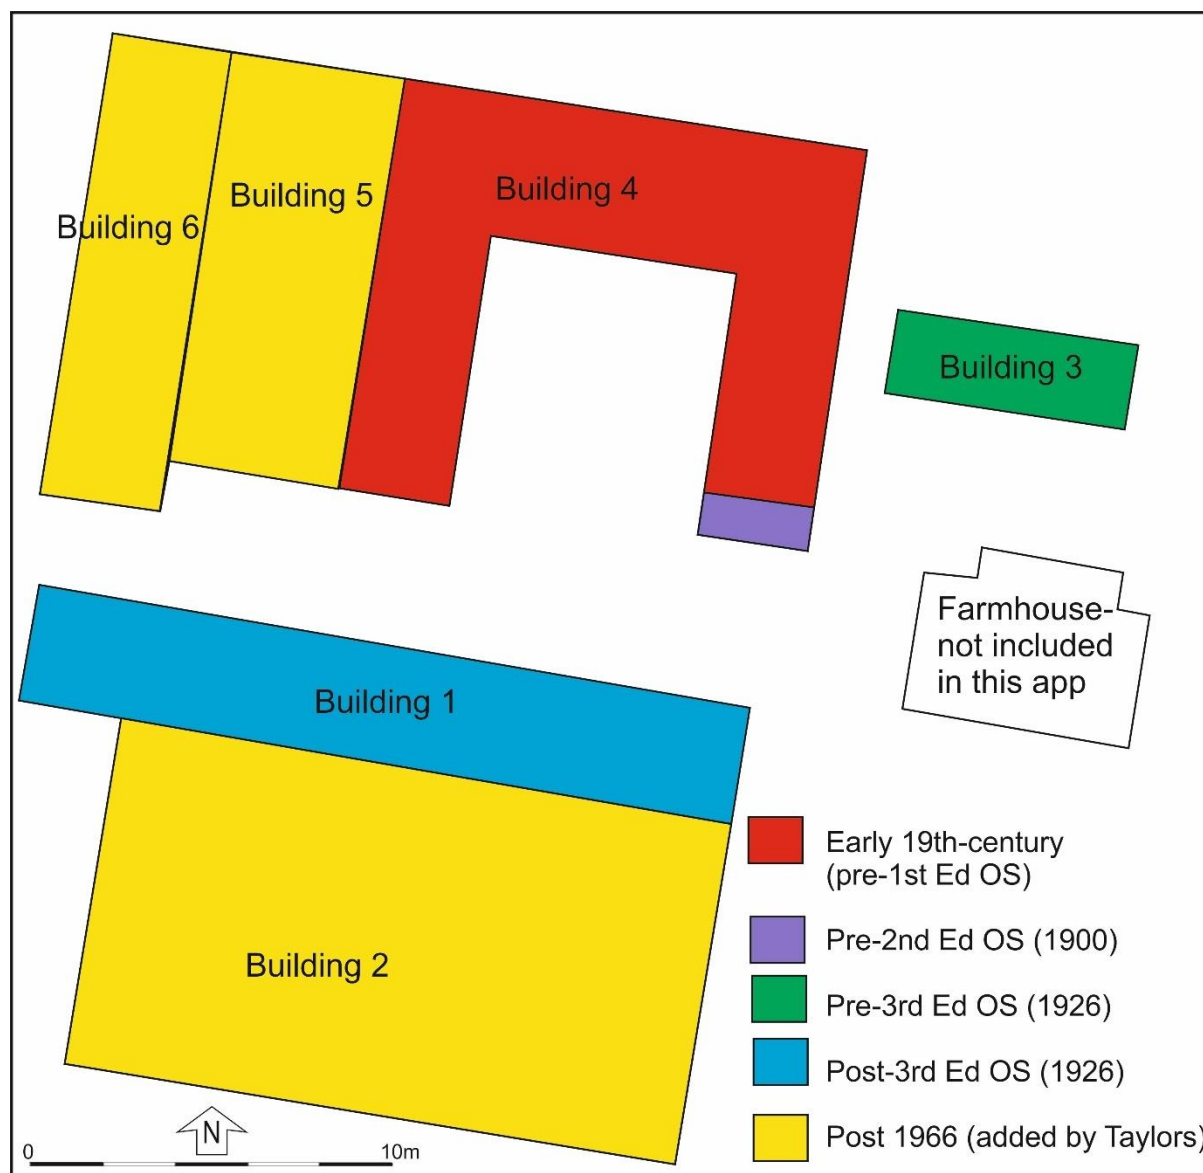 Building 4
Building 5
Building 6
Building 3
Farmhouse-
not included
in this app
Building 1
Building 2
Early 19th-century
(pre-1st Ed OS)
Pre-2nd Ed OS (1900)
Pre-3rd Ed OS (1926)
Post-3rd Ed OS (1926)
Post 1966 (added by Taylors)
N
0 10m